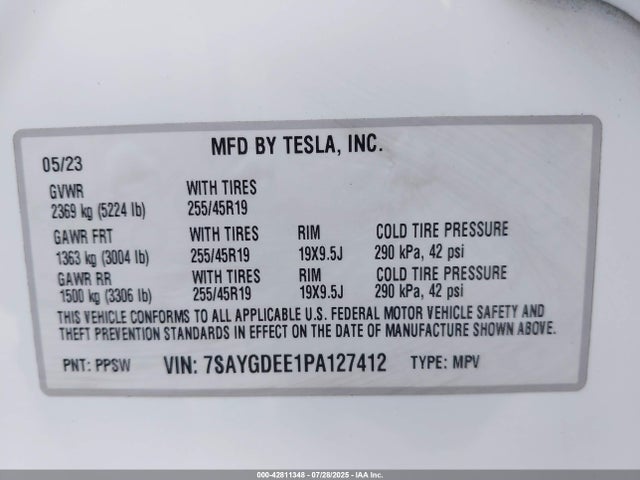 MFD BY TESLA, INC.
05/23
GVWR WITH TIRES
2369 kg (5224 lb) 255/45R19
GAWR FRT WITH TIRES RIM COLD TIRE PRESSURE
1363 kg (3004 lb) 255/45R19 19X9.5J 290 kPa, 42 psi
GAWR RR WITH TIRES RIM COLD TIRE PRESSURE
1500 kg (3306 lb) 255/45R19 19X9.5J 290 kPa, 42 psi
THIS VEHICLE CONFORMS TO ALL APPLICABLE U.S. FEDERAL MOTOR VEHICLE SAFETY AND
THEFT PREVENTION STANDARDS IN EFFECT ON THE DATE OF MANUFACTURE SHOWN ABOVE.
PNT: PPSW VIN: 7SAYGDEE1PA127412 TYPE: MPV
000-42811348 - 07/28/2025 - IAA Inc.